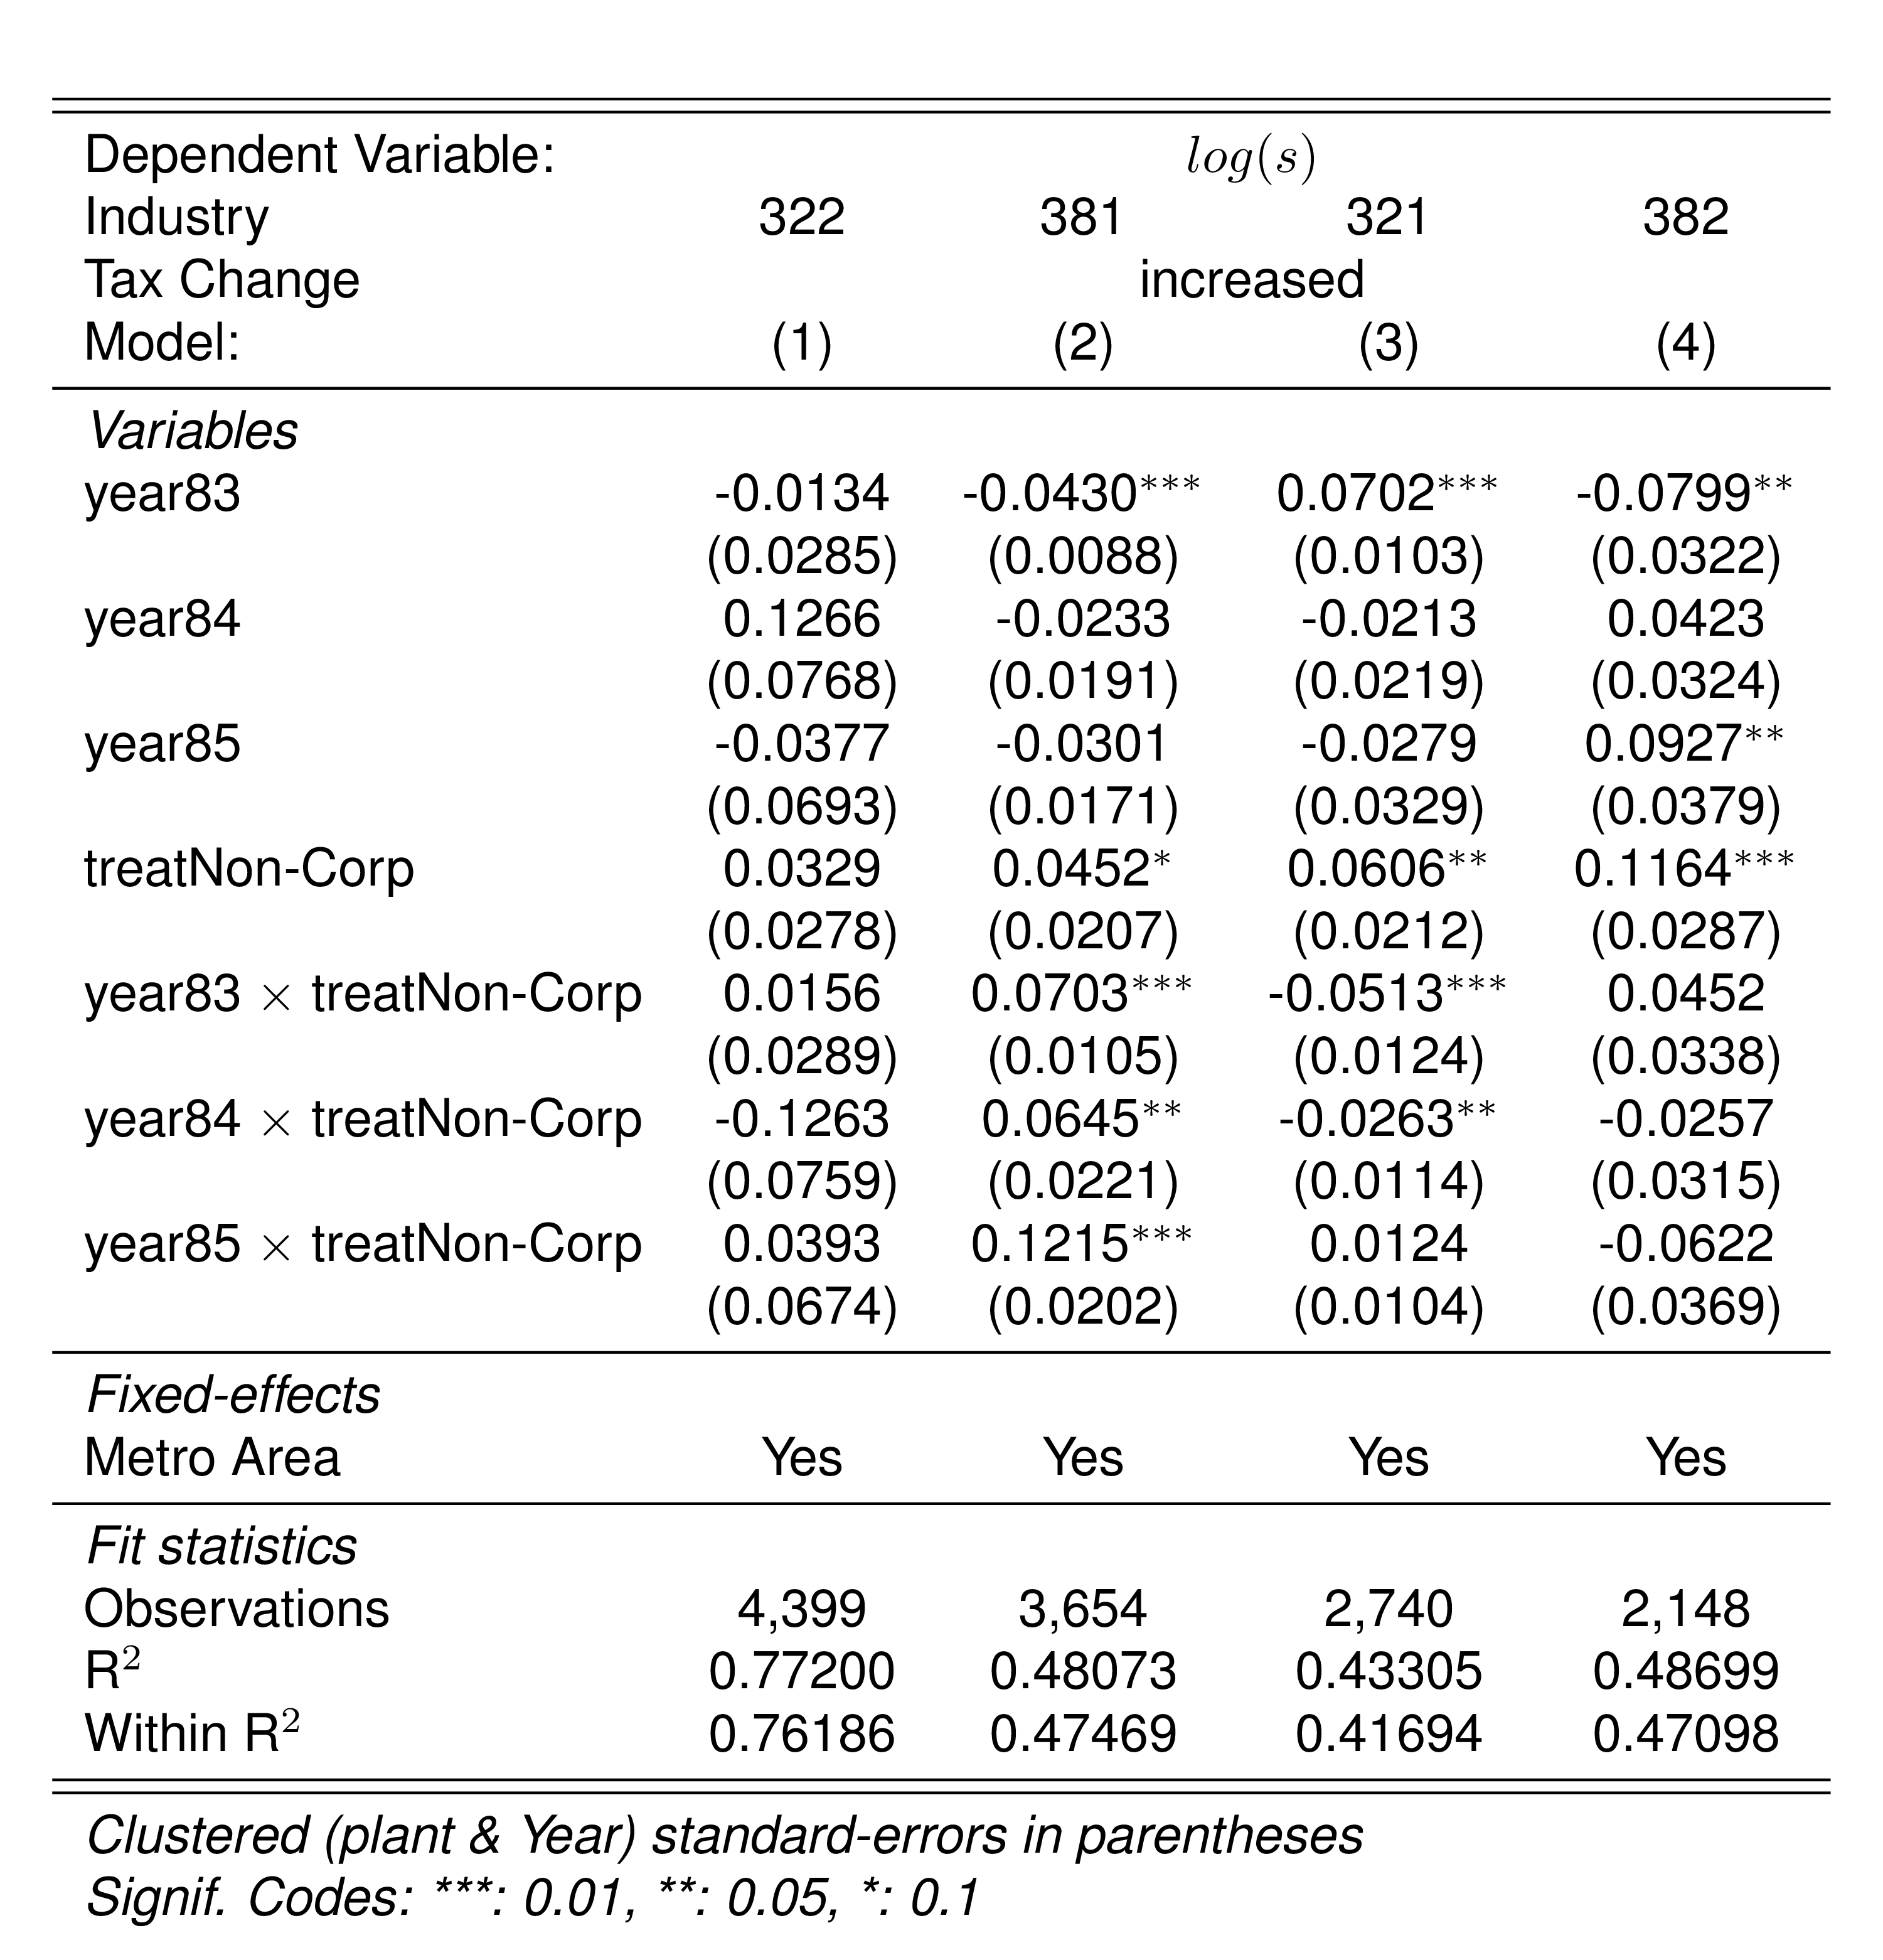 Dependent Variable: log(s)
Industry 322 381 321 382
Tax Change increased
Model: (1) (2) (3) (4)
Variables
year83 -0.0134 -0.0430*** 0.0702*** -0.0799**
(0.0285) (0.0088) (0.0103) (0.0322)
year84 0.1266 -0.0233 -0.0213 0.0423
(0.0768) (0.0191) (0.0219) (0.0324)
year85 -0.0377 -0.0301 -0.0279 0.0927**
(0.0693) (0.0171) (0.0329) (0.0379)
treatNon-Corp 0.0329 0.0452* 0.0606** 0.1164***
(0.0278) (0.0207) (0.0212) (0.0287)
year83 × treatNon-Corp 0.0156 0.0703*** -0.0513*** 0.0452
(0.0289) (0.0105) (0.0124) (0.0338)
year84 × treatNon-Corp -0.1263 0.0645** -0.0263** -0.0257
(0.0759) (0.0221) (0.0114) (0.0315)
year85 × treatNon-Corp 0.0393 0.1215*** 0.0124 -0.0622
(0.0674) (0.0202) (0.0104) (0.0369)
Fixed-effects
Metro Area Yes Yes Yes Yes
Fit statistics
Observations 4,399 3,654 2,740 2,148
R² 0.77200 0.48073 0.43305 0.48699
Within R² 0.76186 0.47469 0.41694 0.47098
Clustered (plant & Year) standard-errors in parentheses
Signif. Codes: ***: 0.01, **: 0.05, *: 0.1